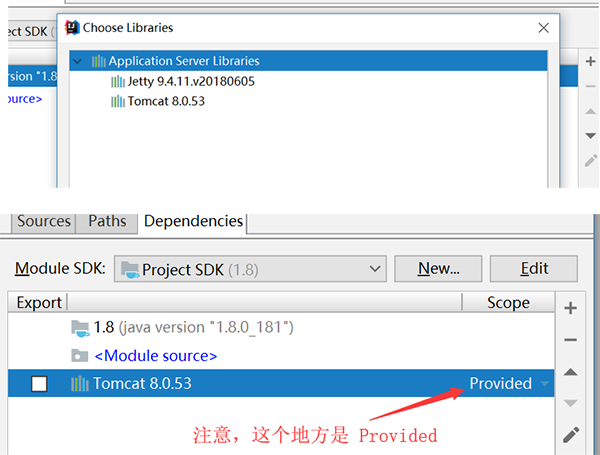 Choose Libraries
ect SDK
Application Server Libraries
rsion "1.8
Jetty 9.4.11.v20180605
ource>
Tomcat 8.0.53
Sources Paths Dependencies
Module SDK: Project SDK (1.8) New... Edit
Export Scope
1.8 (java version "1.8.0_181")
<Module source>
Tomcat 8.0.53 Provided
注意，这个地方是 Provided